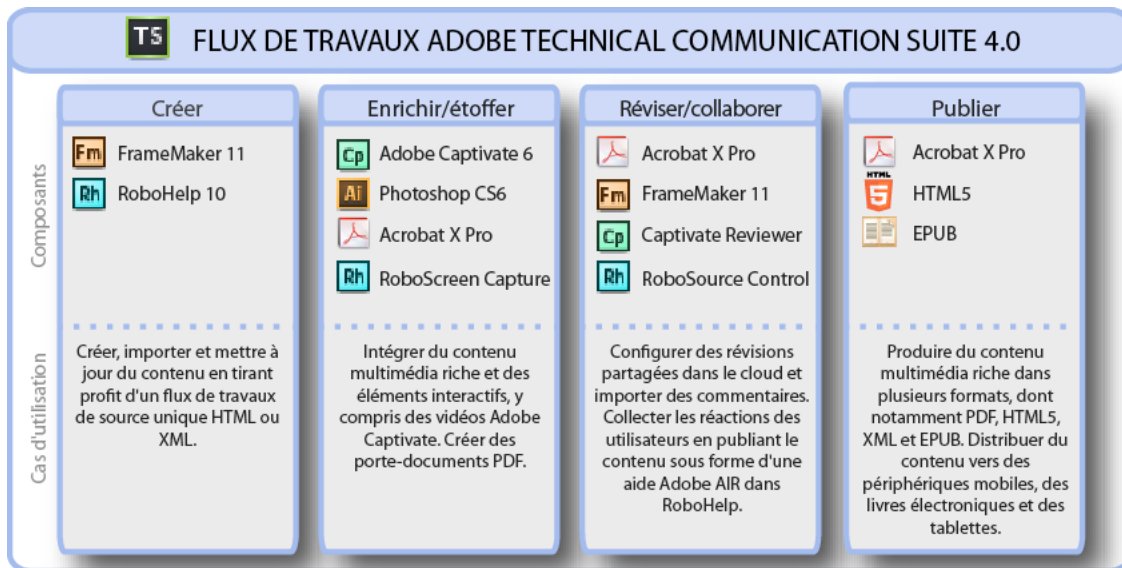 TS FLUX DE TRAVAUX ADOBE TECHNICAL COMMUNICATION SUITE 4.0
Composants
Cas d'utilisation
Créer
Fm FrameMaker 11
Rh RoboHelp 10
Créer, importer et mettre à
jour du contenu en tirant
profit d'un flux de travaux
de source unique HTML ou
XML.
Enrichir/étoffer
Cp Adobe Captivate 6
Ai Photoshop CS6
Acrobat X Pro
Rh RoboScreen Capture
Intégrer du contenu
multimédia riche et des
éléments interactifs, y
compris des vidéos Adobe
Captivate. Créer des
porte-documents PDF.
Réviser/collaborer
Acrobat X Pro
Fm FrameMaker 11
Cp Captivate Reviewer
Rh RoboSource Control
Configurer des révisions
partagées dans le cloud et
importer des commentaires.
Collecter les réactions des
utilisateurs en publiant le
contenu sous forme d'une
aide Adobe AIR dans
RoboHelp.
Publier
Acrobat X Pro
HTML
5 HTML5
EPUB
Produire du contenu
multimédia riche dans
plusieurs formats, dont
notamment PDF, HTML5,
XML et EPUB. Distribuer du
contenu vers des
périphériques mobiles, des
livres électroniques et des
tablettes.